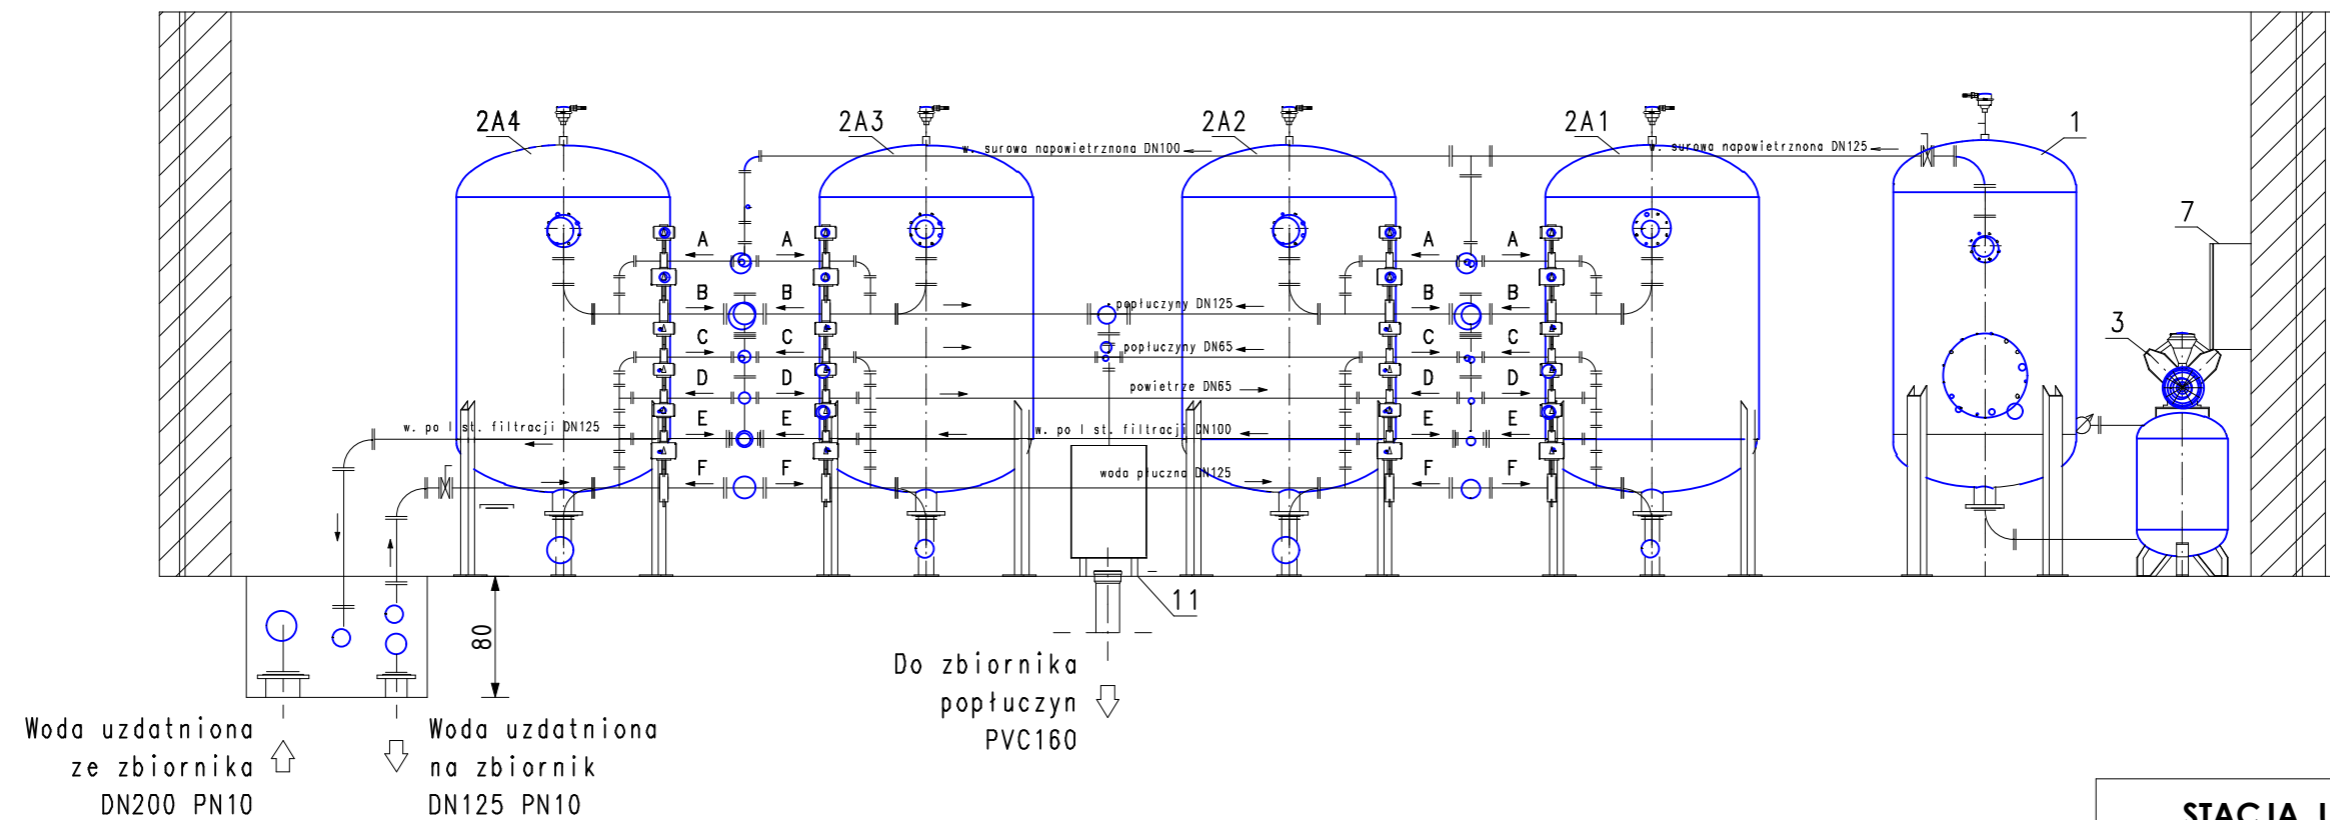 2A4
2A3
2A2
2A1
1
w. surowa napowietrznona DN100
w. surowa napowietrznona DN125
7
3
A A A A
B B B B
popłuczyny DN125
C C C C
popłuczyny DN65
D D D D
powietrze DN65
E E E E
w. po I st. filtracji DN125
w. po I st. filtracji DN100
F F F F
woda płuczna DN125
11
80
Do zbiornika
popłuczyn
PVC160
Woda uzdatniona
ze zbiornika
DN200 PN10
Woda uzdatniona
na zbiornik
DN125 PN10
STACJA